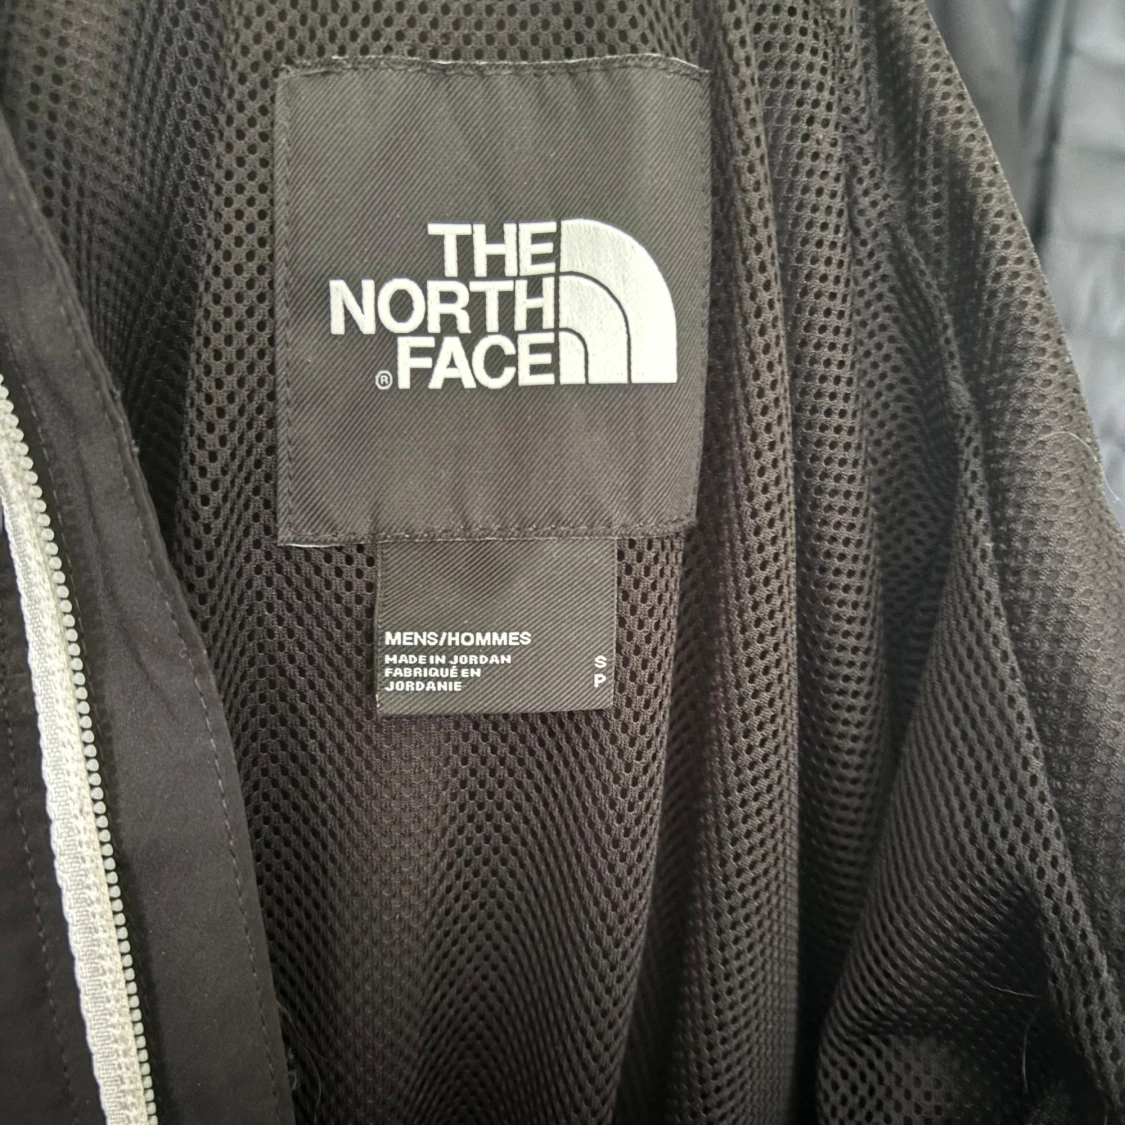 THE
NORTH
®FACE
MENS/HOMMES
MADE IN JORDAN S
FABRIQUÉ EN
JORDANIE P